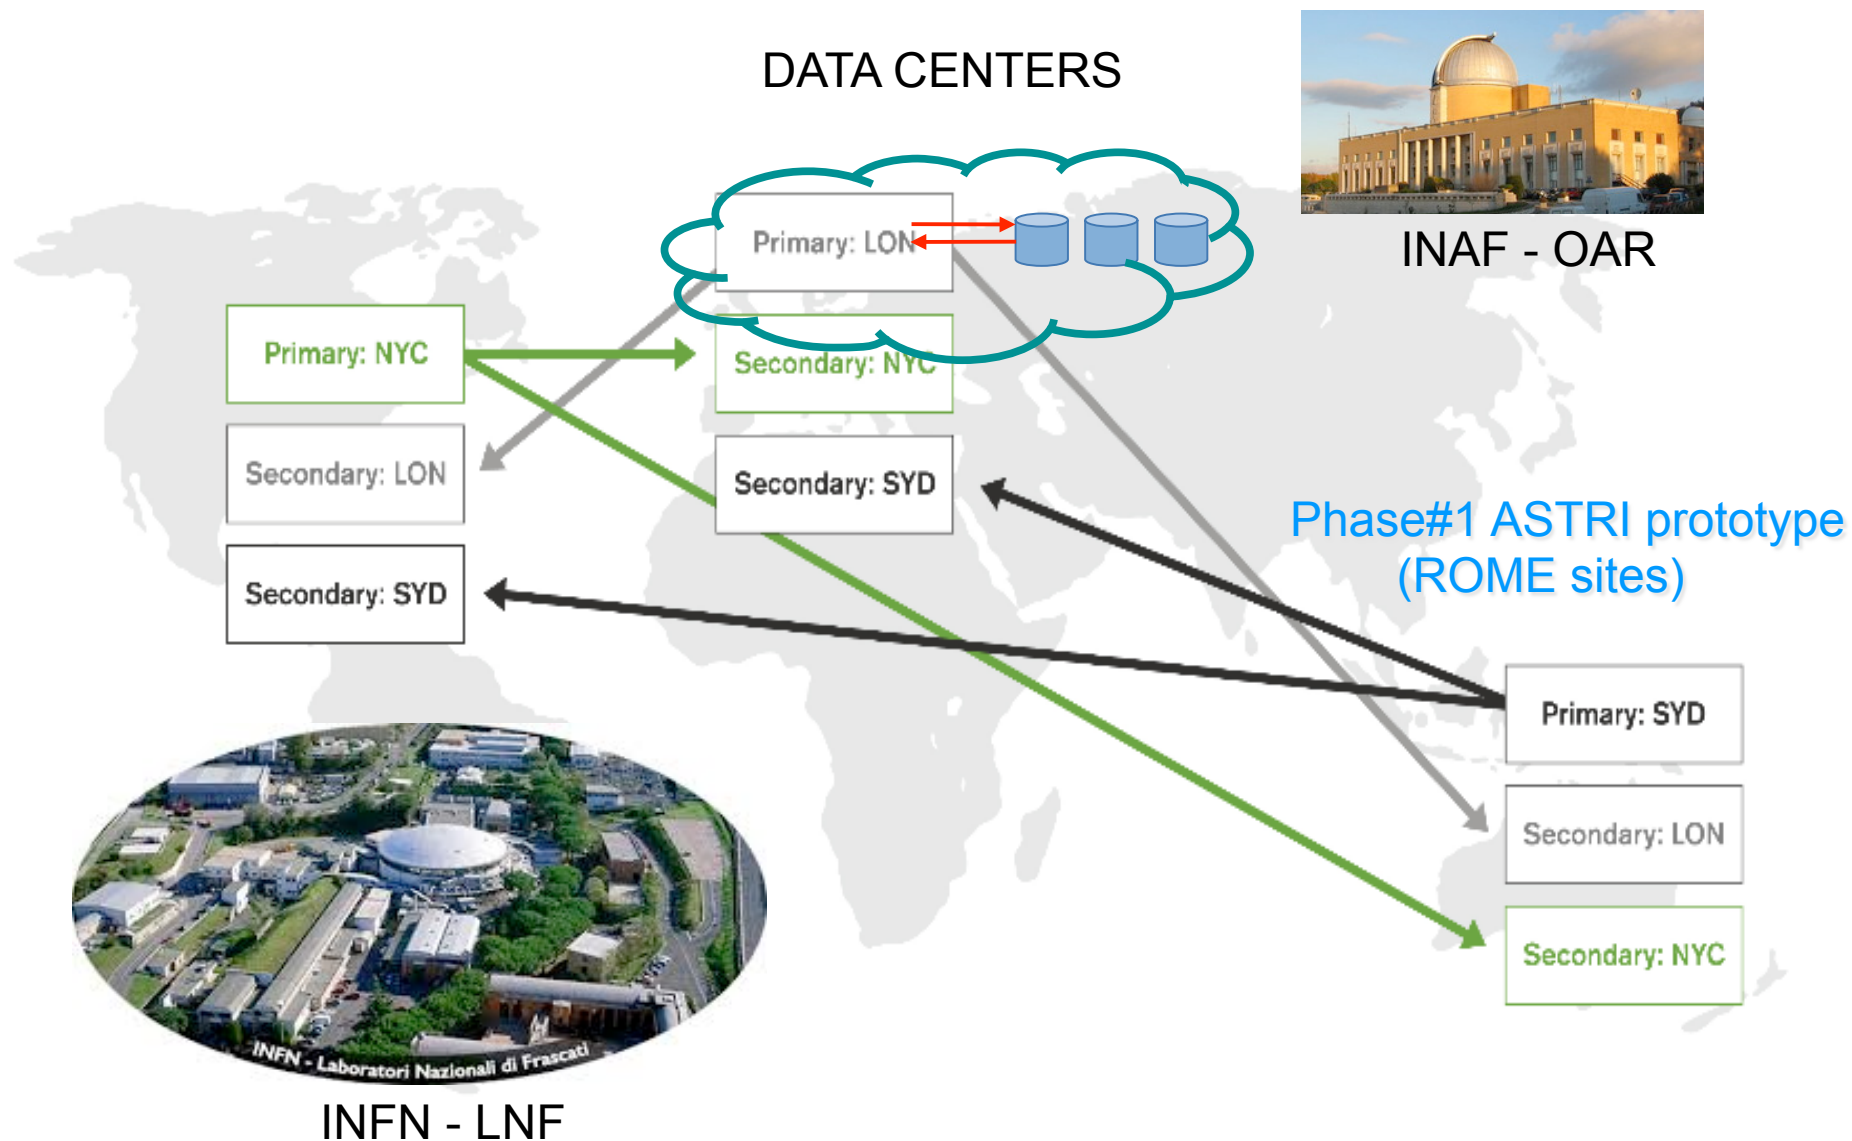 DATA CENTERS
INAF - OAR
Primary: LON
Primary: NYC
Secondary: NYC
Secondary: LON
Secondary: SYD
Secondary: SYD
Phase#1 ASTRI prototype
(ROME sites)
Primary: SYD
Secondary: LON
Secondary: NYC
INFN - Laboratori Nazionali di Frascati
INFN - LNF